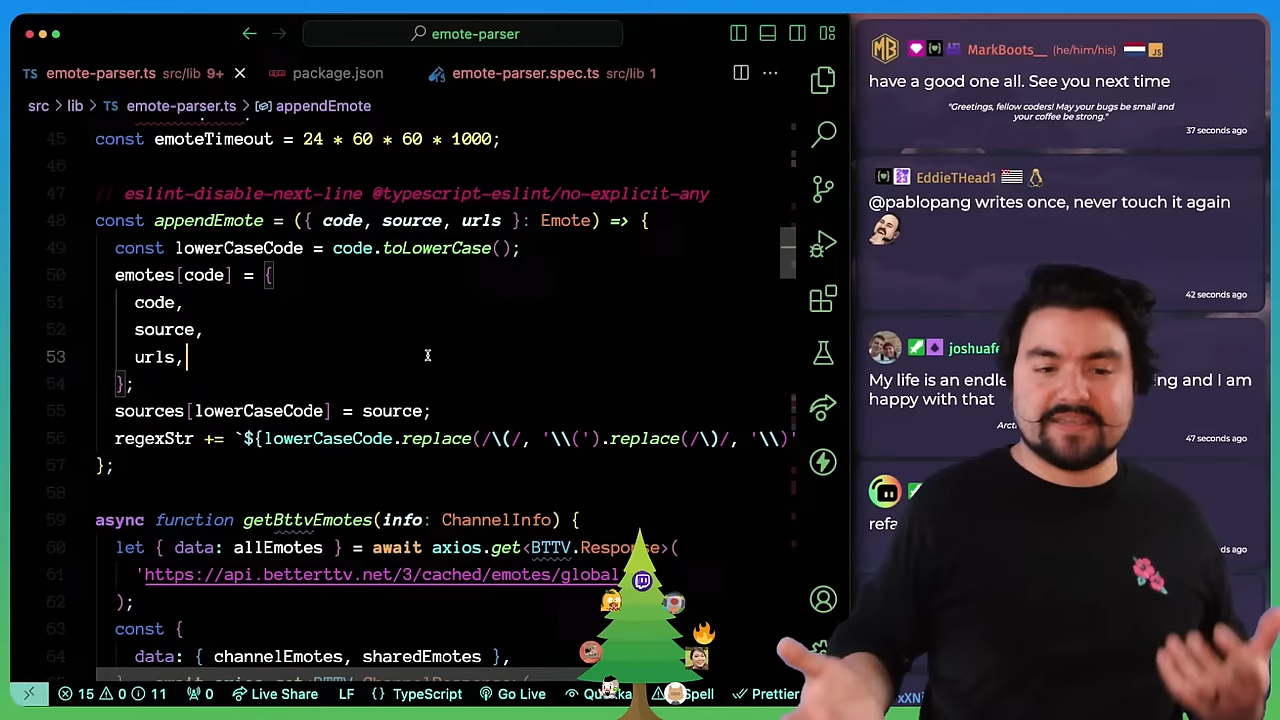 emote-parser
TS emote-parser.ts src/lib 9+
package.json
emote-parser.spec.ts src/lib 1
src > lib > TS emote-parser.ts > appendEmote
45 const emoteTimeout = 24 * 60 * 60 * 1000;
46
47 // eslint-disable-next-line @typescript-eslint/no-explicit-any
48 const appendEmote = ({ code, source, urls }: Emote) => {
49 const lowerCaseCode = code.toLowerCase();
50 emotes[code] = {
51 code,
52 source,
53 urls,
54 };
55 sources[lowerCaseCode] = source;
56 regexStr += `${lowerCaseCode.replace(/\(/, '\\(').replace(/\)/, '\\)'
57 };
58
59 async function getBttvEmotes(info: ChannelInfo) {
60 let { data: allEmotes } = await axios.get<BTTV.Response>(
61 'https://api.betterttv.net/3/cached/emotes/global
62 );
63 const {
64 data: { channelEmotes, sharedEmotes },
15 0 11 0 Live Share LF {} TypeScript Go Live Spell Prettier
MB MarkBoots__ (he/him/his) JS
have a good one all. See you next time
"Greetings, fellow coders! May your bugs be small and
your coffee be strong."
37 seconds ago
EddieTHead1
@pablopang writes once, never touch it again
42 seconds ago
joshuafe
My life is an endle ng and I am
happy with that
47 seconds ago
refa
ds ago